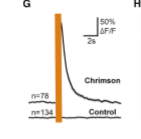 G
H
50%
ΔF/F
2s
Chrimson
n=78
n=134
Control